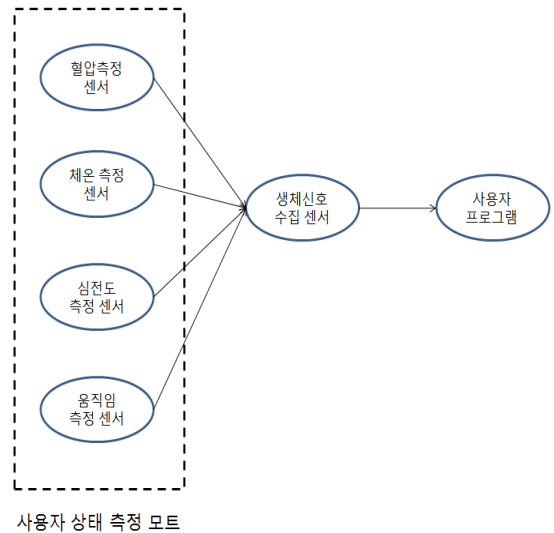 혈압측정
센서
체온 측정
센서
심전도
측정 센서
움직임
측정 센서
생체신호
수집 센서
사용자
프로그램
사용자 상태 측정 모트